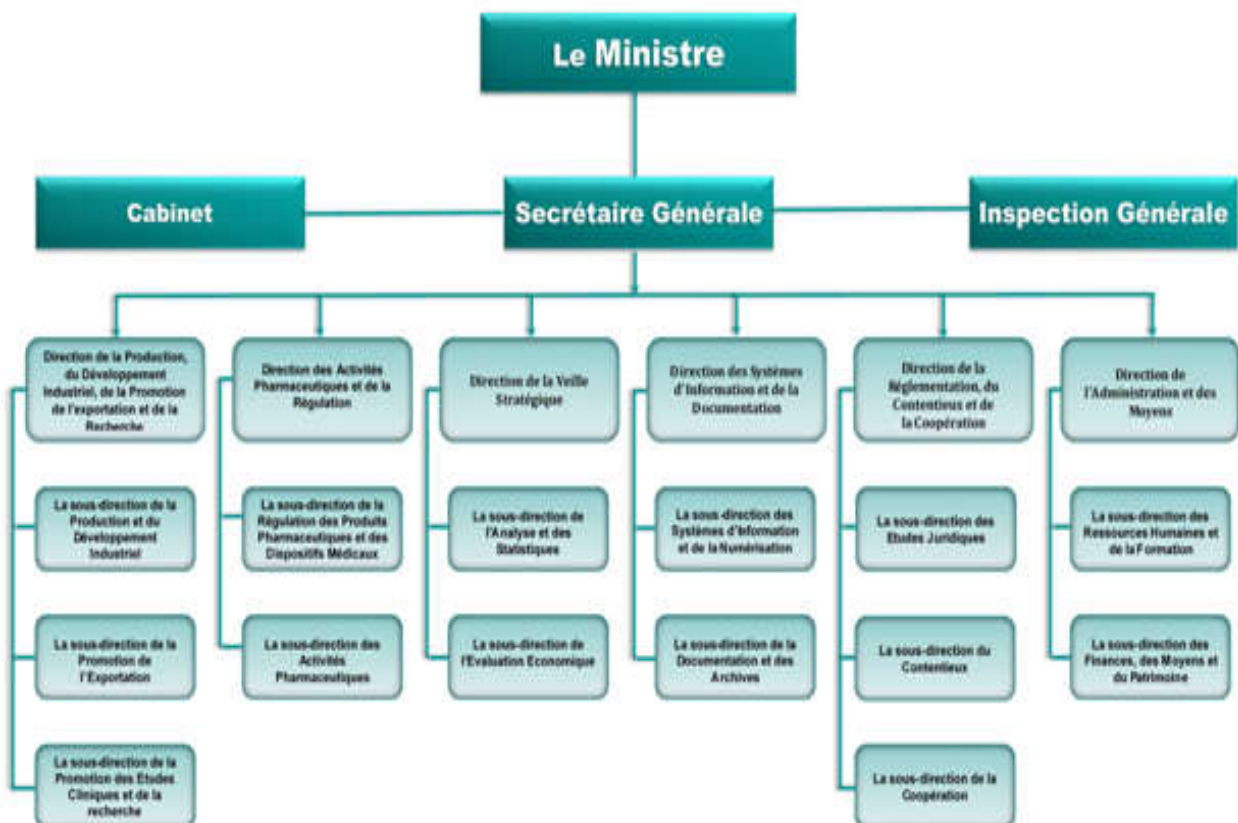 Le Ministre
Cabinet
Secrétaire Générale
Inspection Générale
Direction de la Production,
du Développement
Industriel, de la Promotion
de l'exportation et de la
Recherche
Direction des Activités
Pharmaceutiques et de la
Régulation
Direction de la Veille
Stratégique
Direction des Systèmes
d'Information et de la
Documentation
Direction de la
Réglementation, du
Contentieux et de
la Coopération
Direction de
l'Administration et des
Moyens
La sous-direction de la
Production et du
Développement
Industriel
La sous-direction de la
Régulation des Produits
Pharmaceutiques et des
Dispositifs Médicaux
La sous-direction de
l'Analyse et des
Statistiques
La sous-direction des
Systèmes d'Information
et de la Numérisation
La sous-direction des
Etudes Juridiques
La sous-direction des
Ressources Humaines et
de la Formation
La sous-direction de la
Promotion de
l'Exportation
La sous-direction des
Activités
Pharmaceutiques
La sous-direction de
l'Evaluation Economique
La sous-direction de la
Documentation et des
Archives
La sous-direction du
Contentieux
La sous-direction des
Finances, des Moyens et
du Patrimoine
La sous-direction de la
Promotion des Etudes
Cliniques et de la
recherche
La sous-direction de la
Coopération